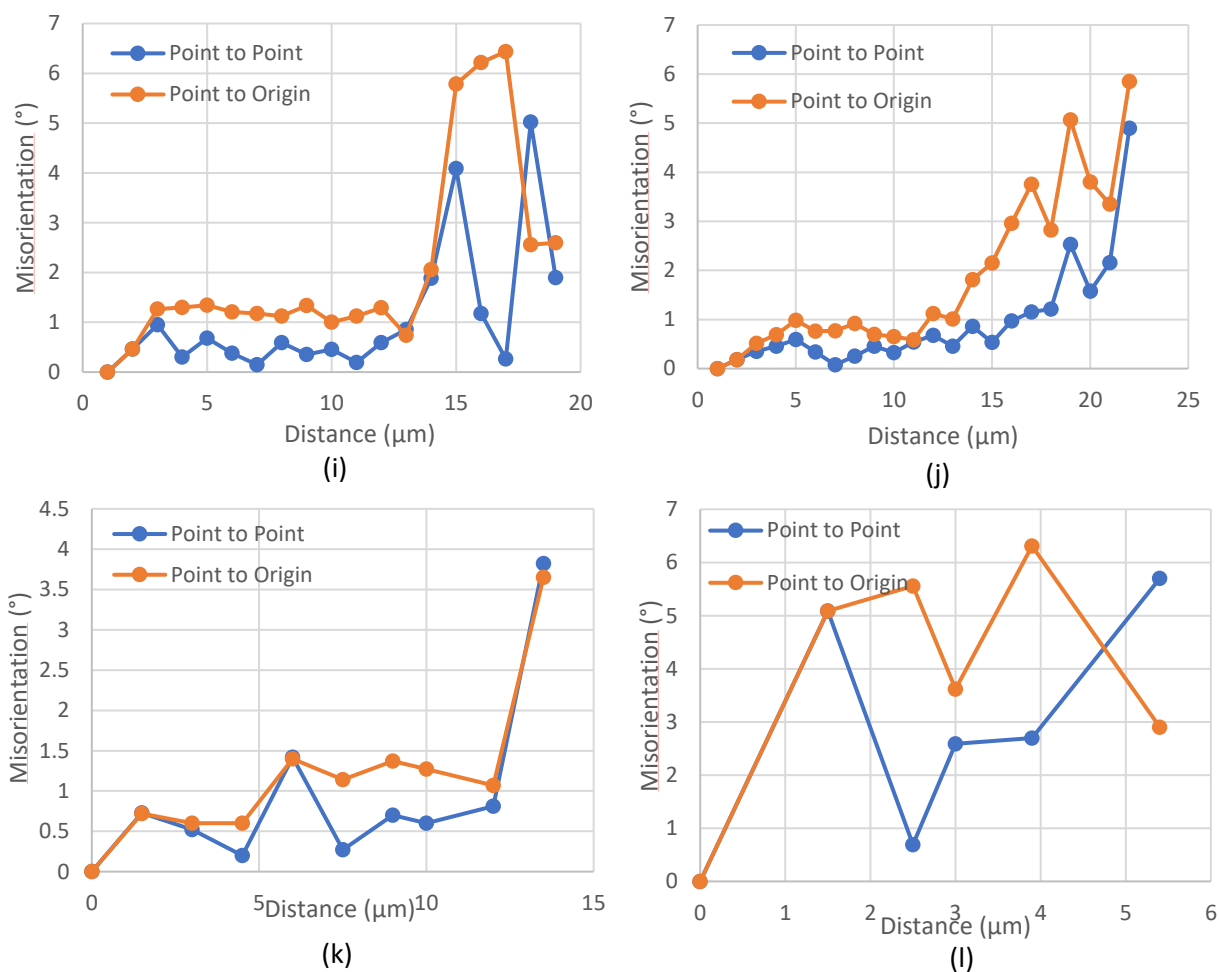 7
6
5
4
3
2
1
0
Misorientation (°)
Point to Point
Point to Origin
0 5 10 15 20
Distance (µm)
(i)
7
6
5
4
3
2
1
0
Misorientation (°)
Point to Point
Point to Origin
0 5 10 15 20 25
Distance (µm)
(j)
4.5
4
3.5
3
2.5
2
1.5
1
0.5
0
Misorientation (°)
Point to Point
Point to Origin
0 5 10 15
Distance (µm)
(k)
7
6
5
4
3
2
1
0
Misorientation (°)
Point to Point
Point to Origin
0 1 2 3 4 5 6
Distance (µm)
(l)